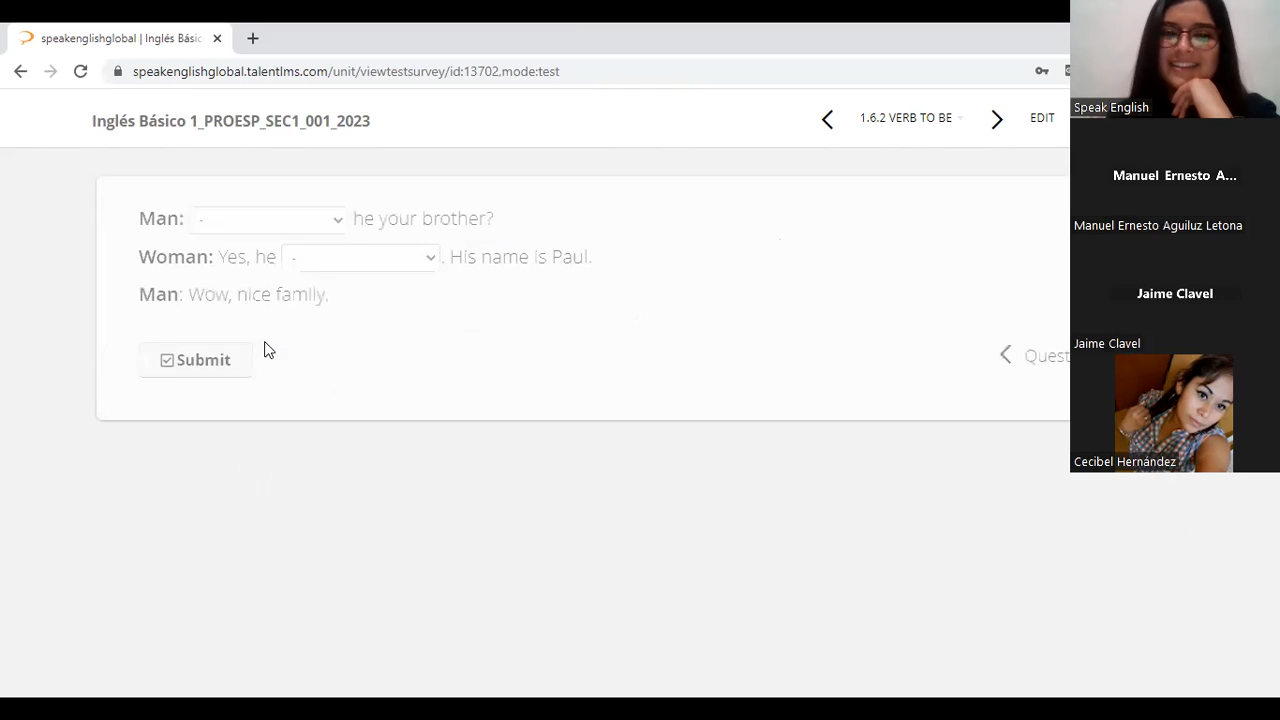 speakenglishglobal | Inglés Básic
speakenglishglobal.talentlms.com/unit/viewtestsurvey/id:13702,mode:test
Inglés Básico 1_PROESP_SEC1_001_2023
1.6.2 VERB TO BE
EDIT
Man: - he your brother?
Woman: Yes, he - . His name is Paul.
Man: Wow, nice family.
Submit
Quest
Speak English
Manuel Ernesto A...
Manuel Ernesto Aguiluz Letona
Jaime Clavel
Jaime Clavel
Cecibel Hernández